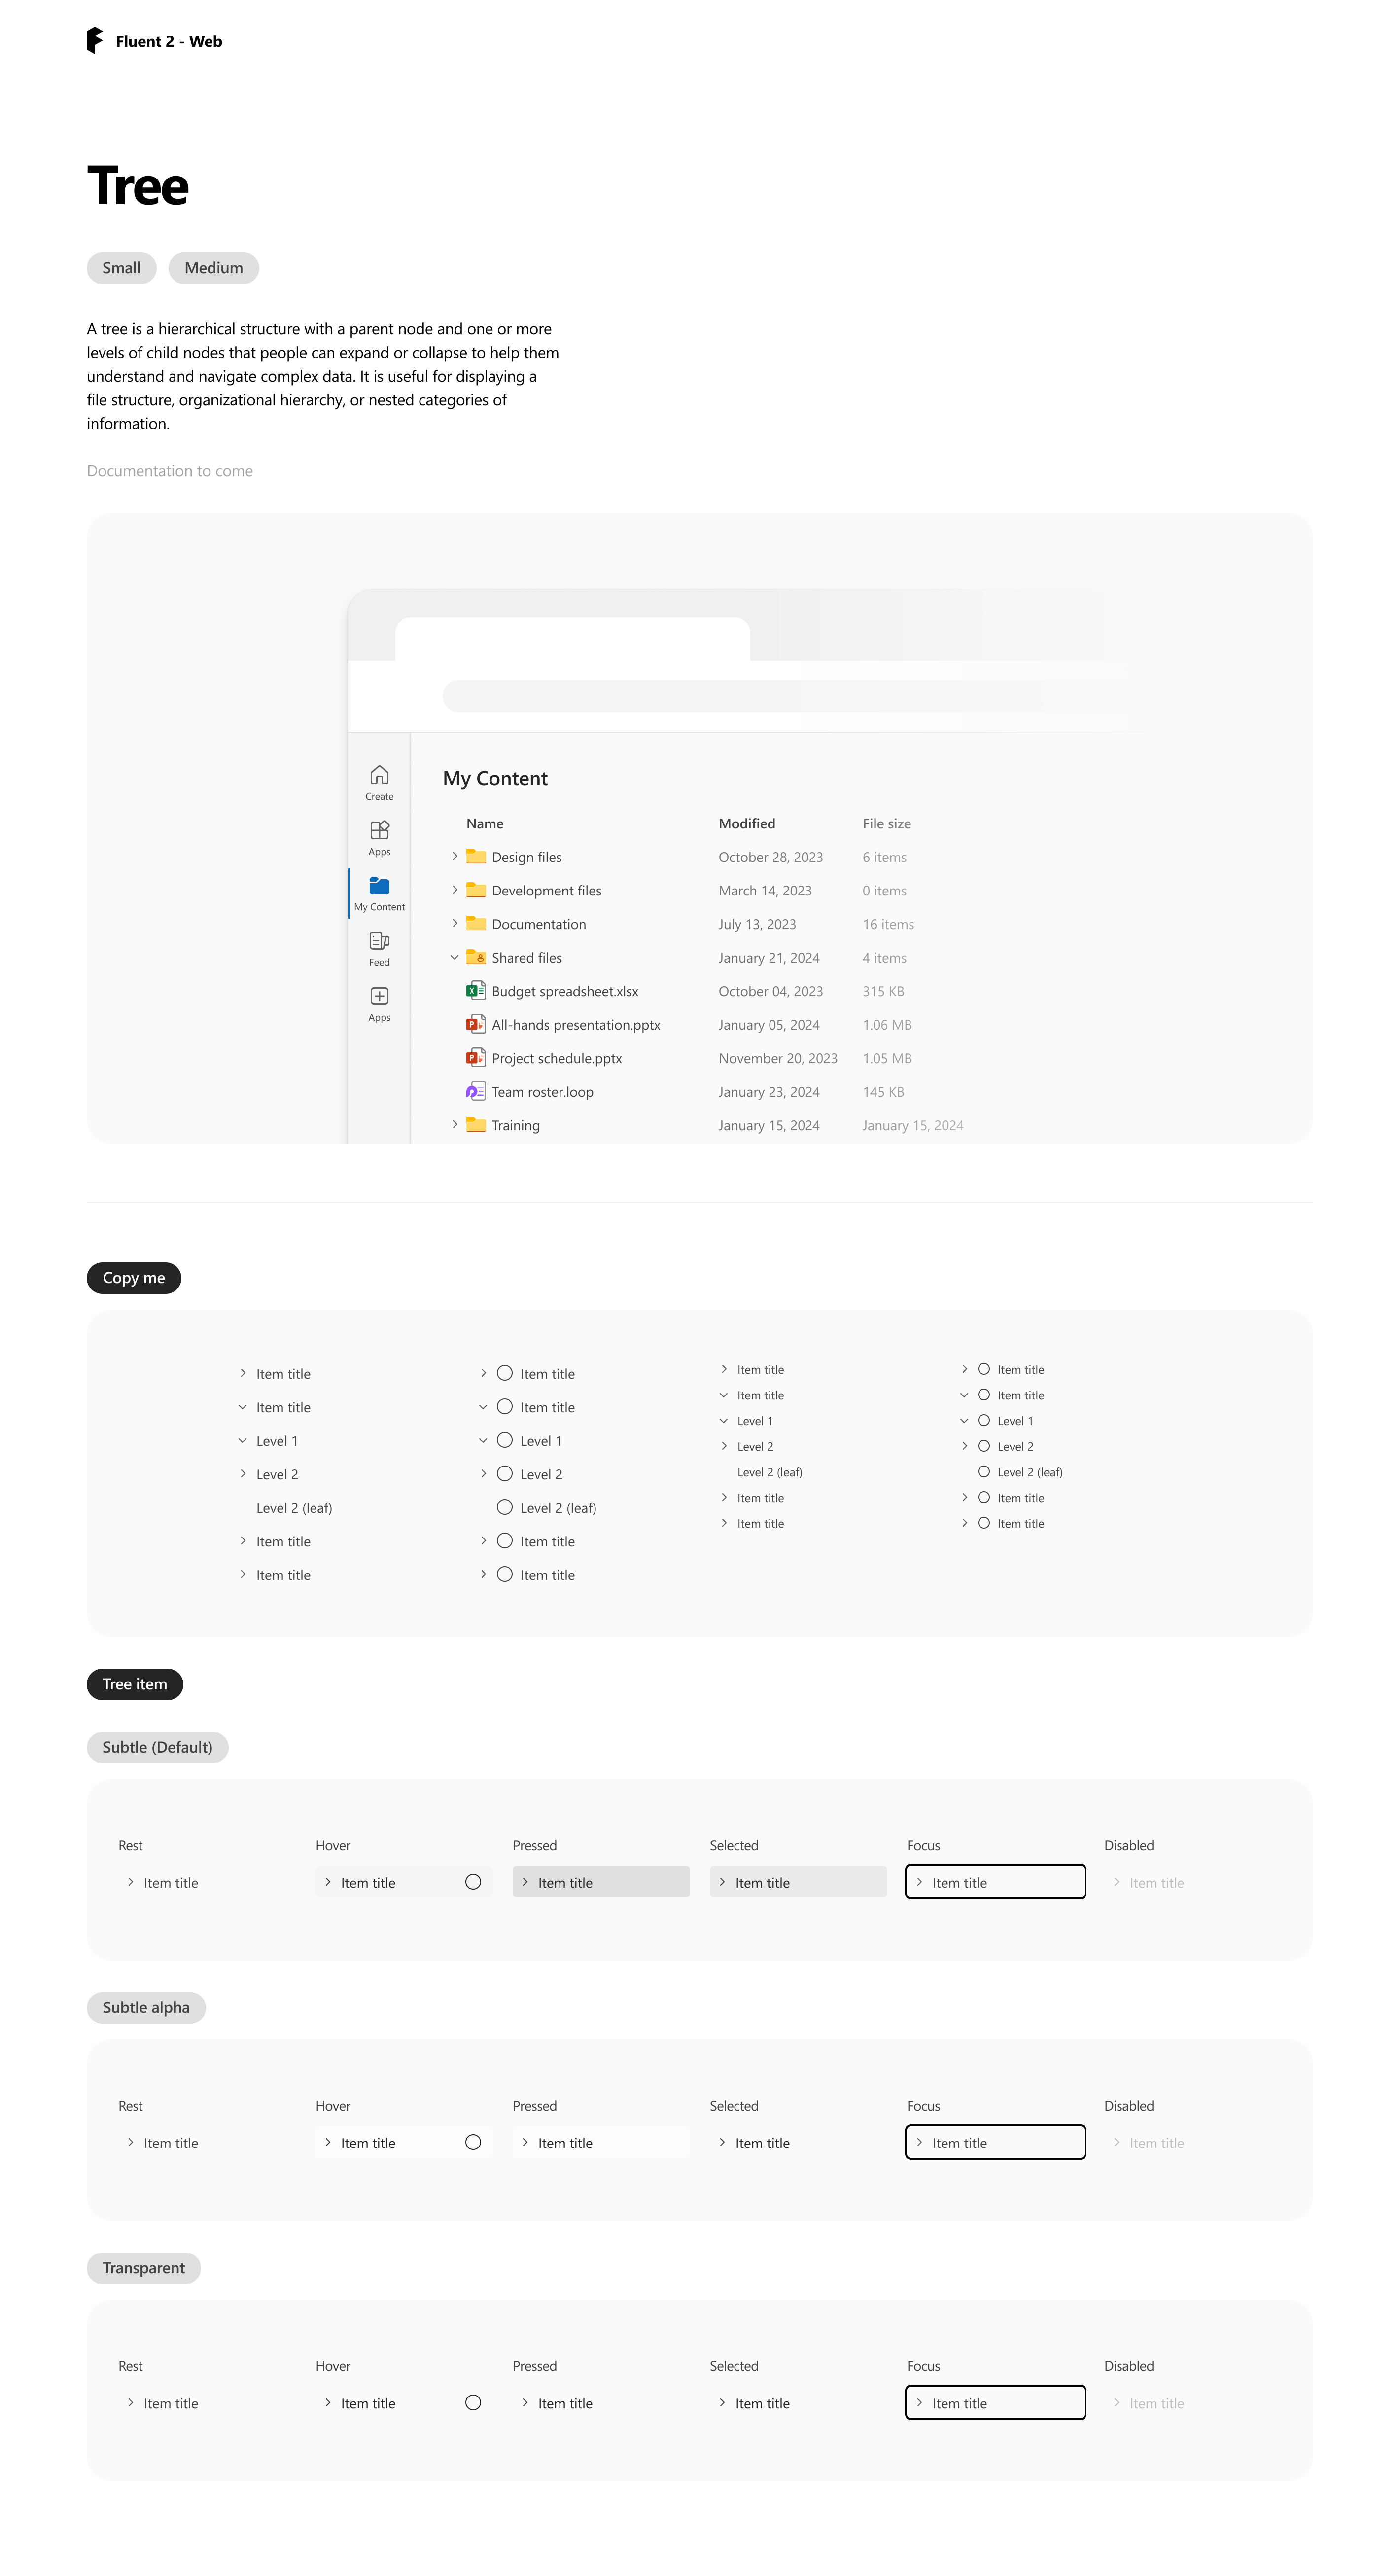 Fluent 2 - Web
Tree
Small Medium
A tree is a hierarchical structure with a parent node and one or more
levels of child nodes that people can expand or collapse to help them
understand and navigate complex data. It is useful for displaying a
file structure, organizational hierarchy, or nested categories of
information.
Documentation to come
Create
Apps
My Content
Feed
Apps
My Content
Name Modified File size
Design files October 28, 2023 6 items
Development files March 14, 2023 0 items
Documentation July 13, 2023 16 items
Shared files January 21, 2024 4 items
Budget spreadsheet.xlsx October 04, 2023 315 KB
All-hands presentation.pptx January 05, 2024 1.06 MB
Project schedule.pptx November 20, 2023 1.05 MB
Team roster.loop January 23, 2024 145 KB
Training January 15, 2024 January 15, 2024
Copy me
Item title
Item title
Level 1
Level 2
Level 2 (leaf)
Item title
Item title
Item title
Item title
Level 1
Level 2
Level 2 (leaf)
Item title
Item title
Item title
Item title
Level 1
Level 2
Level 2 (leaf)
Item title
Item title
Item title
Item title
Level 1
Level 2
Level 2 (leaf)
Item title
Item title
Tree item
Subtle (Default)
Rest Hover Pressed Selected Focus Disabled
Item title Item title Item title Item title Item title Item title
Subtle alpha
Rest Hover Pressed Selected Focus Disabled
Item title Item title Item title Item title Item title Item title
Transparent
Rest Hover Pressed Selected Focus Disabled
Item title Item title Item title Item title Item title Item title